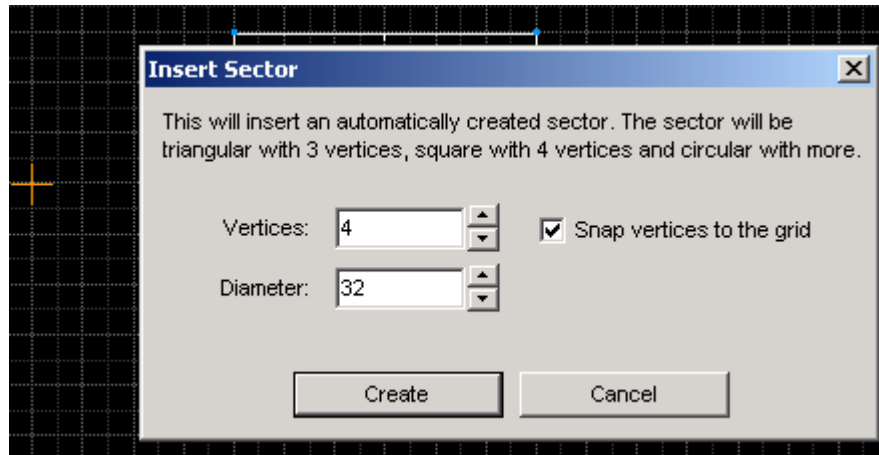 Insert Sector
This will insert an automatically created sector. The sector will be
triangular with 3 vertices, square with 4 vertices and circular with more.
Vertices: 4 Snap vertices to the grid
Diameter: 32
Create Cancel